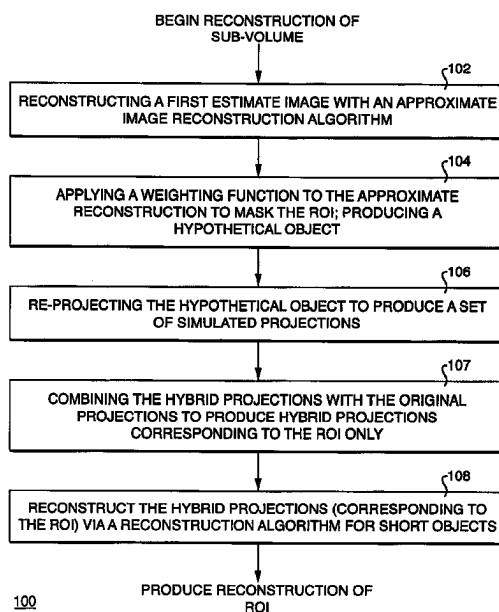 BEGIN RECONSTRUCTION OF
SUB-VOLUME
102
RECONSTRUCTING A FIRST ESTIMATE IMAGE WITH AN APPROXIMATE
IMAGE RECONSTRUCTION ALGORITHM
104
APPLYING A WEIGHTING FUNCTION TO THE APPROXIMATE
RECONSTRUCTION TO MASK THE ROI; PRODUCING A
HYPOTHETICAL OBJECT
106
RE-PROJECTING THE HYPOTHETICAL OBJECT TO PRODUCE A SET
OF SIMULATED PROJECTIONS
107
COMBINING THE HYBRID PROJECTIONS WITH THE ORIGINAL
PROJECTIONS TO PRODUCE HYBRID PROJECTIONS
CORRESPONDING TO THE ROI ONLY
108
RECONSTRUCT THE HYBRID PROJECTIONS (CORRESPONDING TO
THE ROI) VIA A RECONSTRUCTION ALGORITHM FOR SHORT OBJECTS
PRODUCE RECONSTRUCTION OF
ROI
100